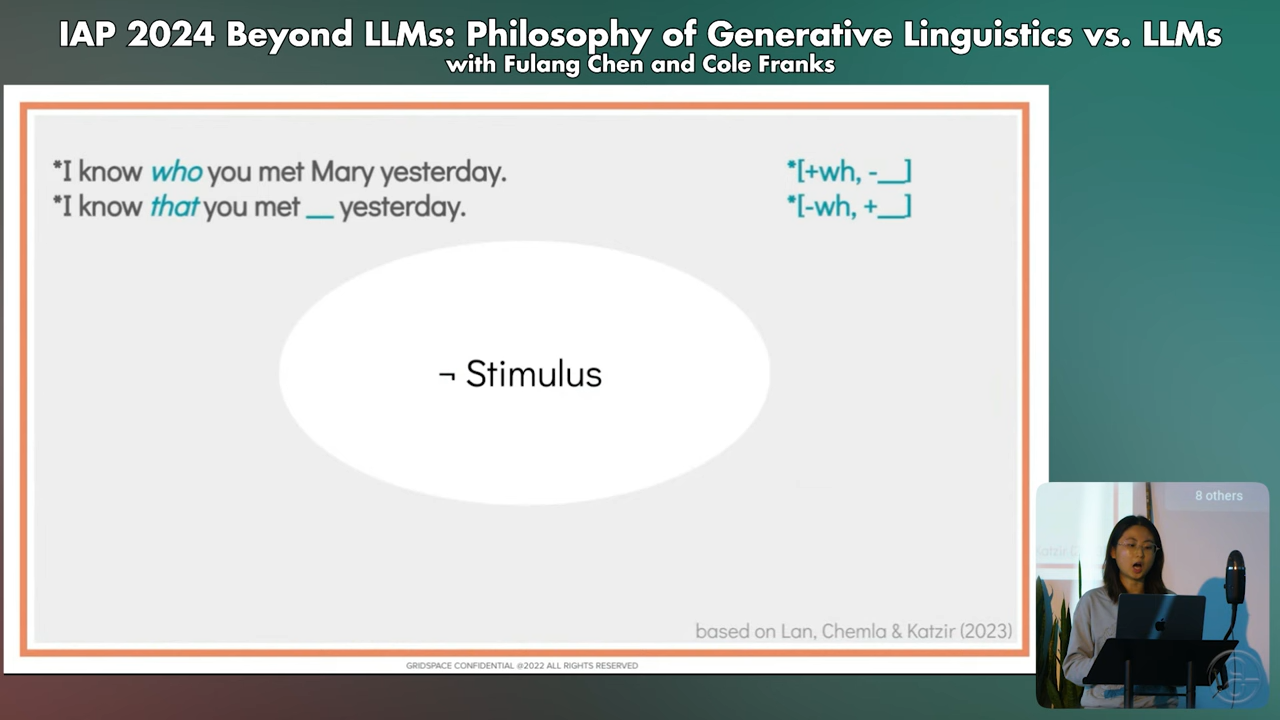 IAP 2024 Beyond LLMs: Philosophy of Generative Linguistics vs. LLMs
with Fulang Chen and Cole Franks
*I know who you met Mary yesterday. *[+wh, -__]
*I know that you met __ yesterday. *[-wh, +__]
¬ Stimulus
based on Lan, Chemla & Katzir (2023)
GRIDSPACE CONFIDENTIAL @2022 ALL RIGHTS RESERVED
8 others